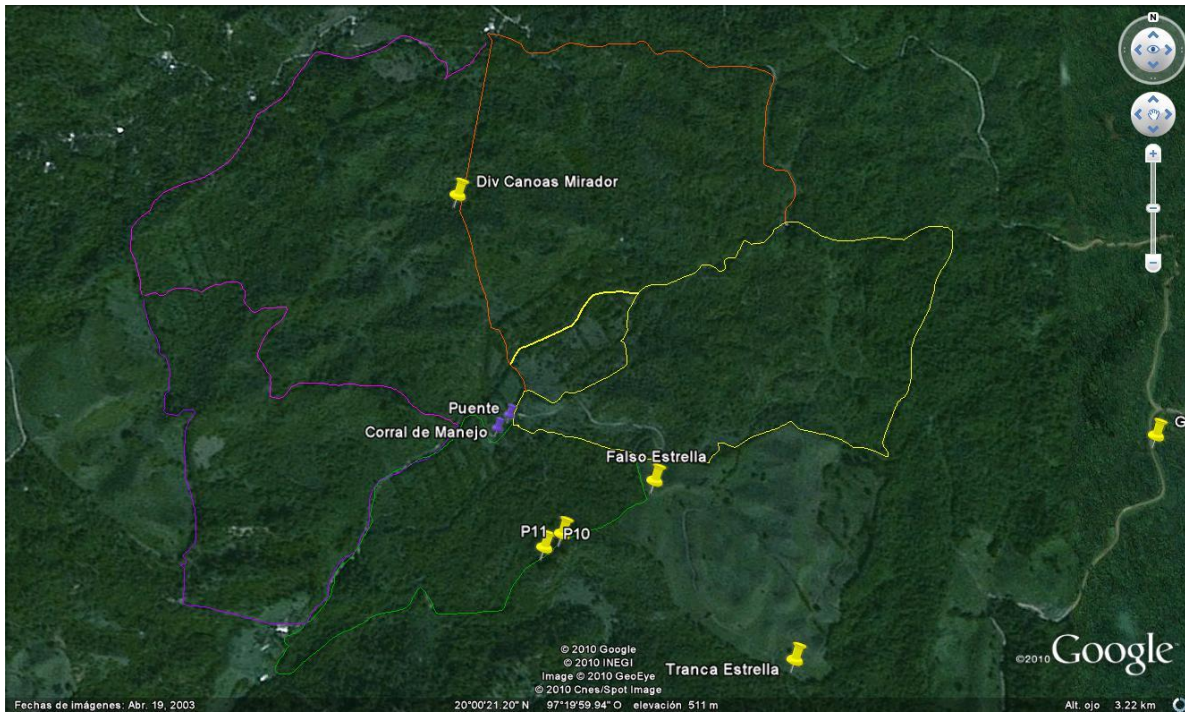 N
Div Canoas Mirador
Puente
Corral de Manejo
Falso Estrella
G
P11
P10
Tranca Estrella
© 2010 Google
© 2010 INEGI
Image © 2010 GeoEye
© 2010 Cnes/Spot Image
©2010 Google
Fechas de imágenes: Abr. 19, 2003
20°00'21.20" N 97°19'59.94" O elevación 511 m
Alt. ojo 3.22 km